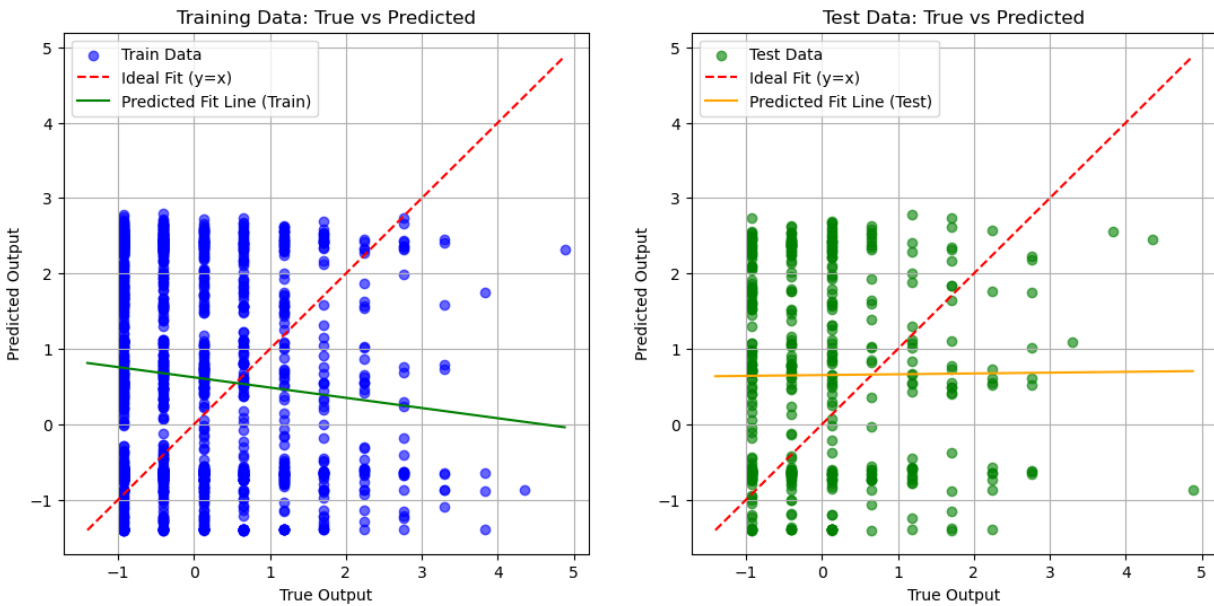 Training Data: True vs Predicted
Train Data
Ideal Fit (y=x)
Predicted Fit Line (Train)
Predicted Output
5
4
3
2
1
0
−1
−1 0 1 2 3 4 5
True Output
Test Data: True vs Predicted
Test Data
Ideal Fit (y=x)
Predicted Fit Line (Test)
Predicted Output
5
4
3
2
1
0
−1
−1 0 1 2 3 4 5
True Output